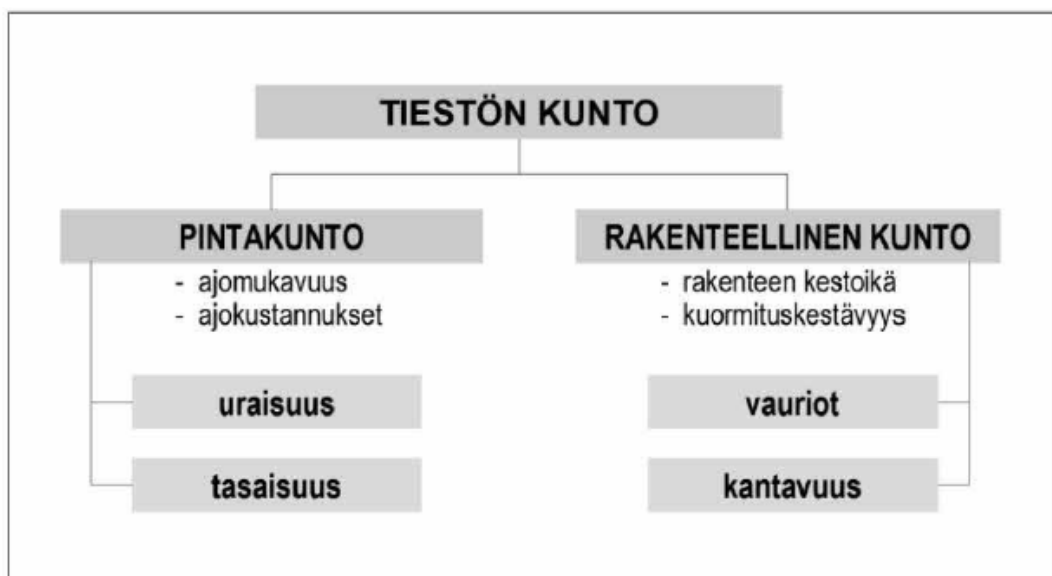 TIESTÖN KUNTO
PINTAKUNTO
- ajomukavuus
- ajokustannukset
uraisuus
tasaisuus
RAKENTEELLINEN KUNTO
- rakenteen kestoikä
- kuormituskestävyys
vauriot
kantavuus